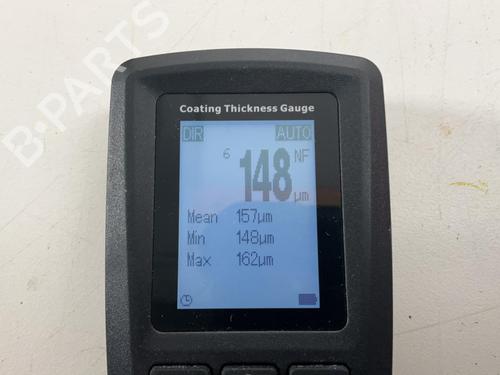 B-PARTS
Coating Thickness Gauge
DIR AUTO
6 148 NF
µm
Mean 157µm
Min 148µm
Max 162µm